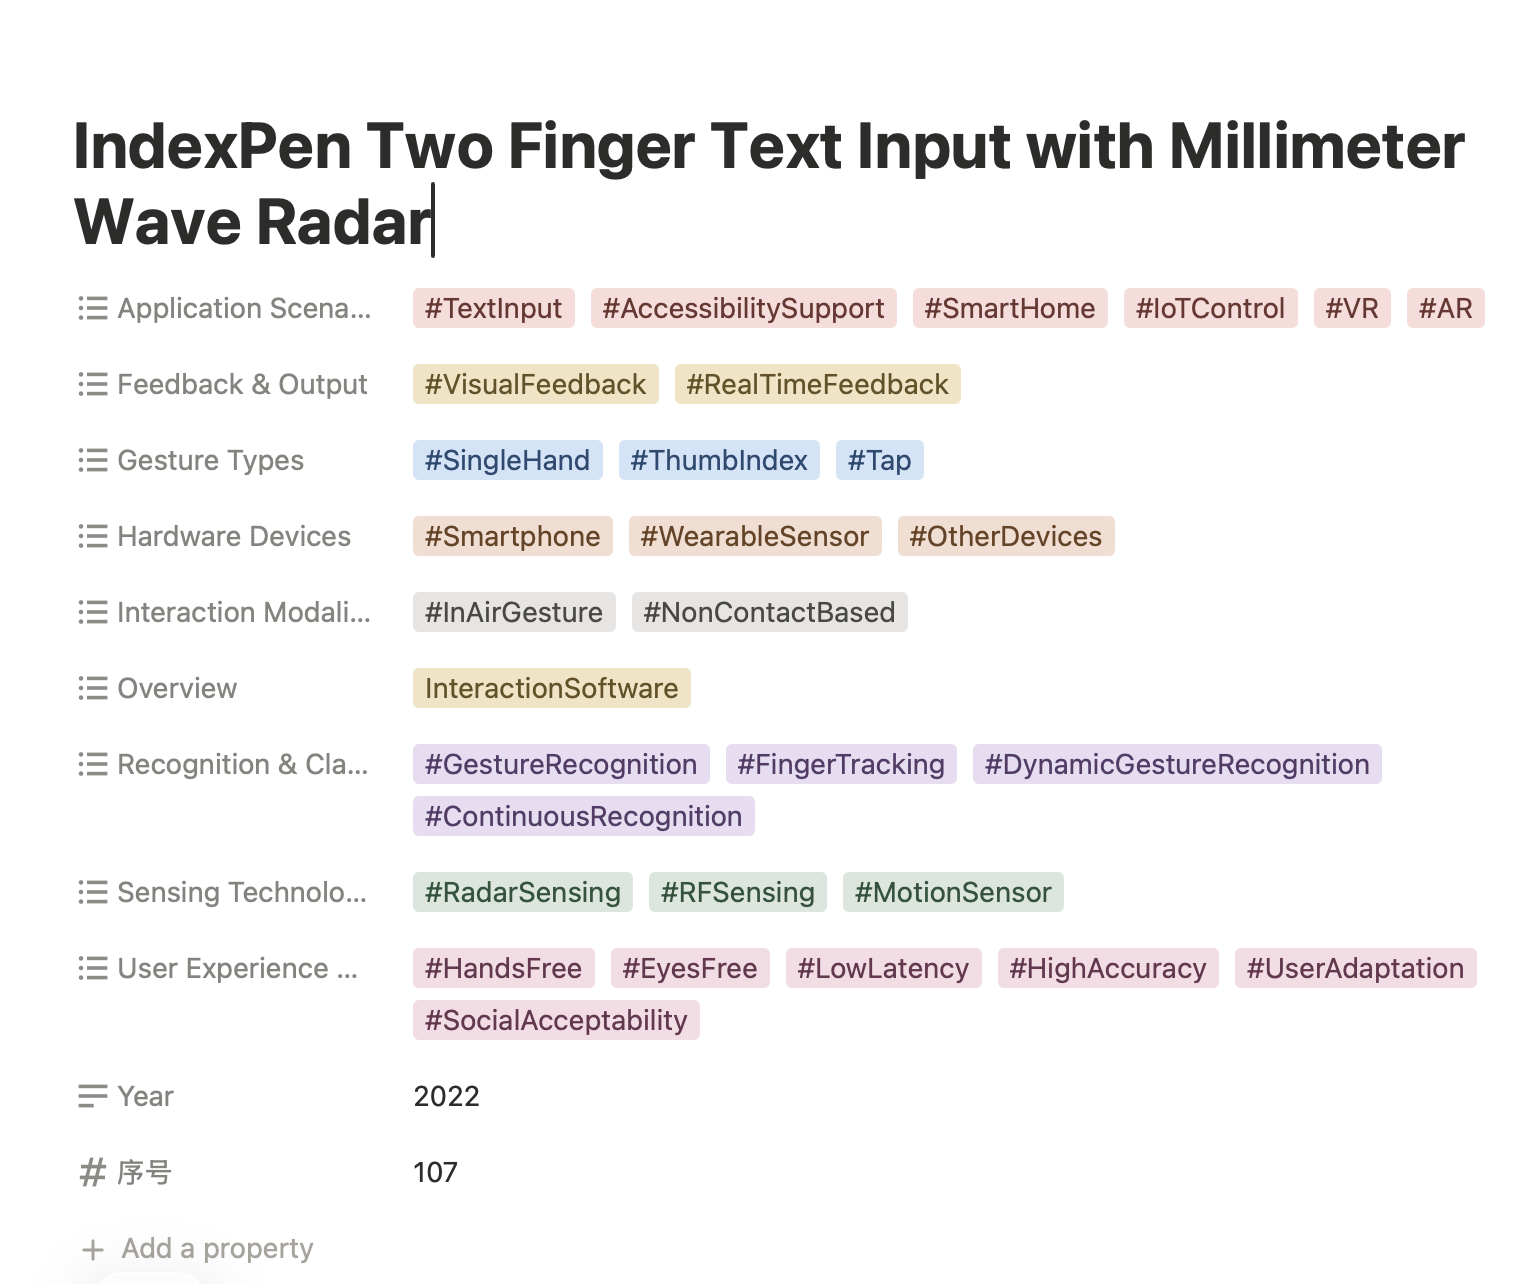 IndexPen Two Finger Text Input with Millimeter
Wave Radar
Application Scena... #TextInput #AccessibilitySupport #SmartHome #IoTControl #VR #AR
Feedback & Output #VisualFeedback #RealTimeFeedback
Gesture Types #SingleHand #ThumbIndex #Tap
Hardware Devices #Smartphone #WearableSensor #OtherDevices
Interaction Modali... #InAirGesture #NonContactBased
Overview InteractionSoftware
Recognition & Cla... #GestureRecognition #FingerTracking #DynamicGestureRecognition
#ContinuousRecognition
Sensing Technolo... #RadarSensing #RFSensing #MotionSensor
User Experience ... #HandsFree #EyesFree #LowLatency #HighAccuracy #UserAdaptation
#SocialAcceptability
Year 2022
序号 107
Add a property